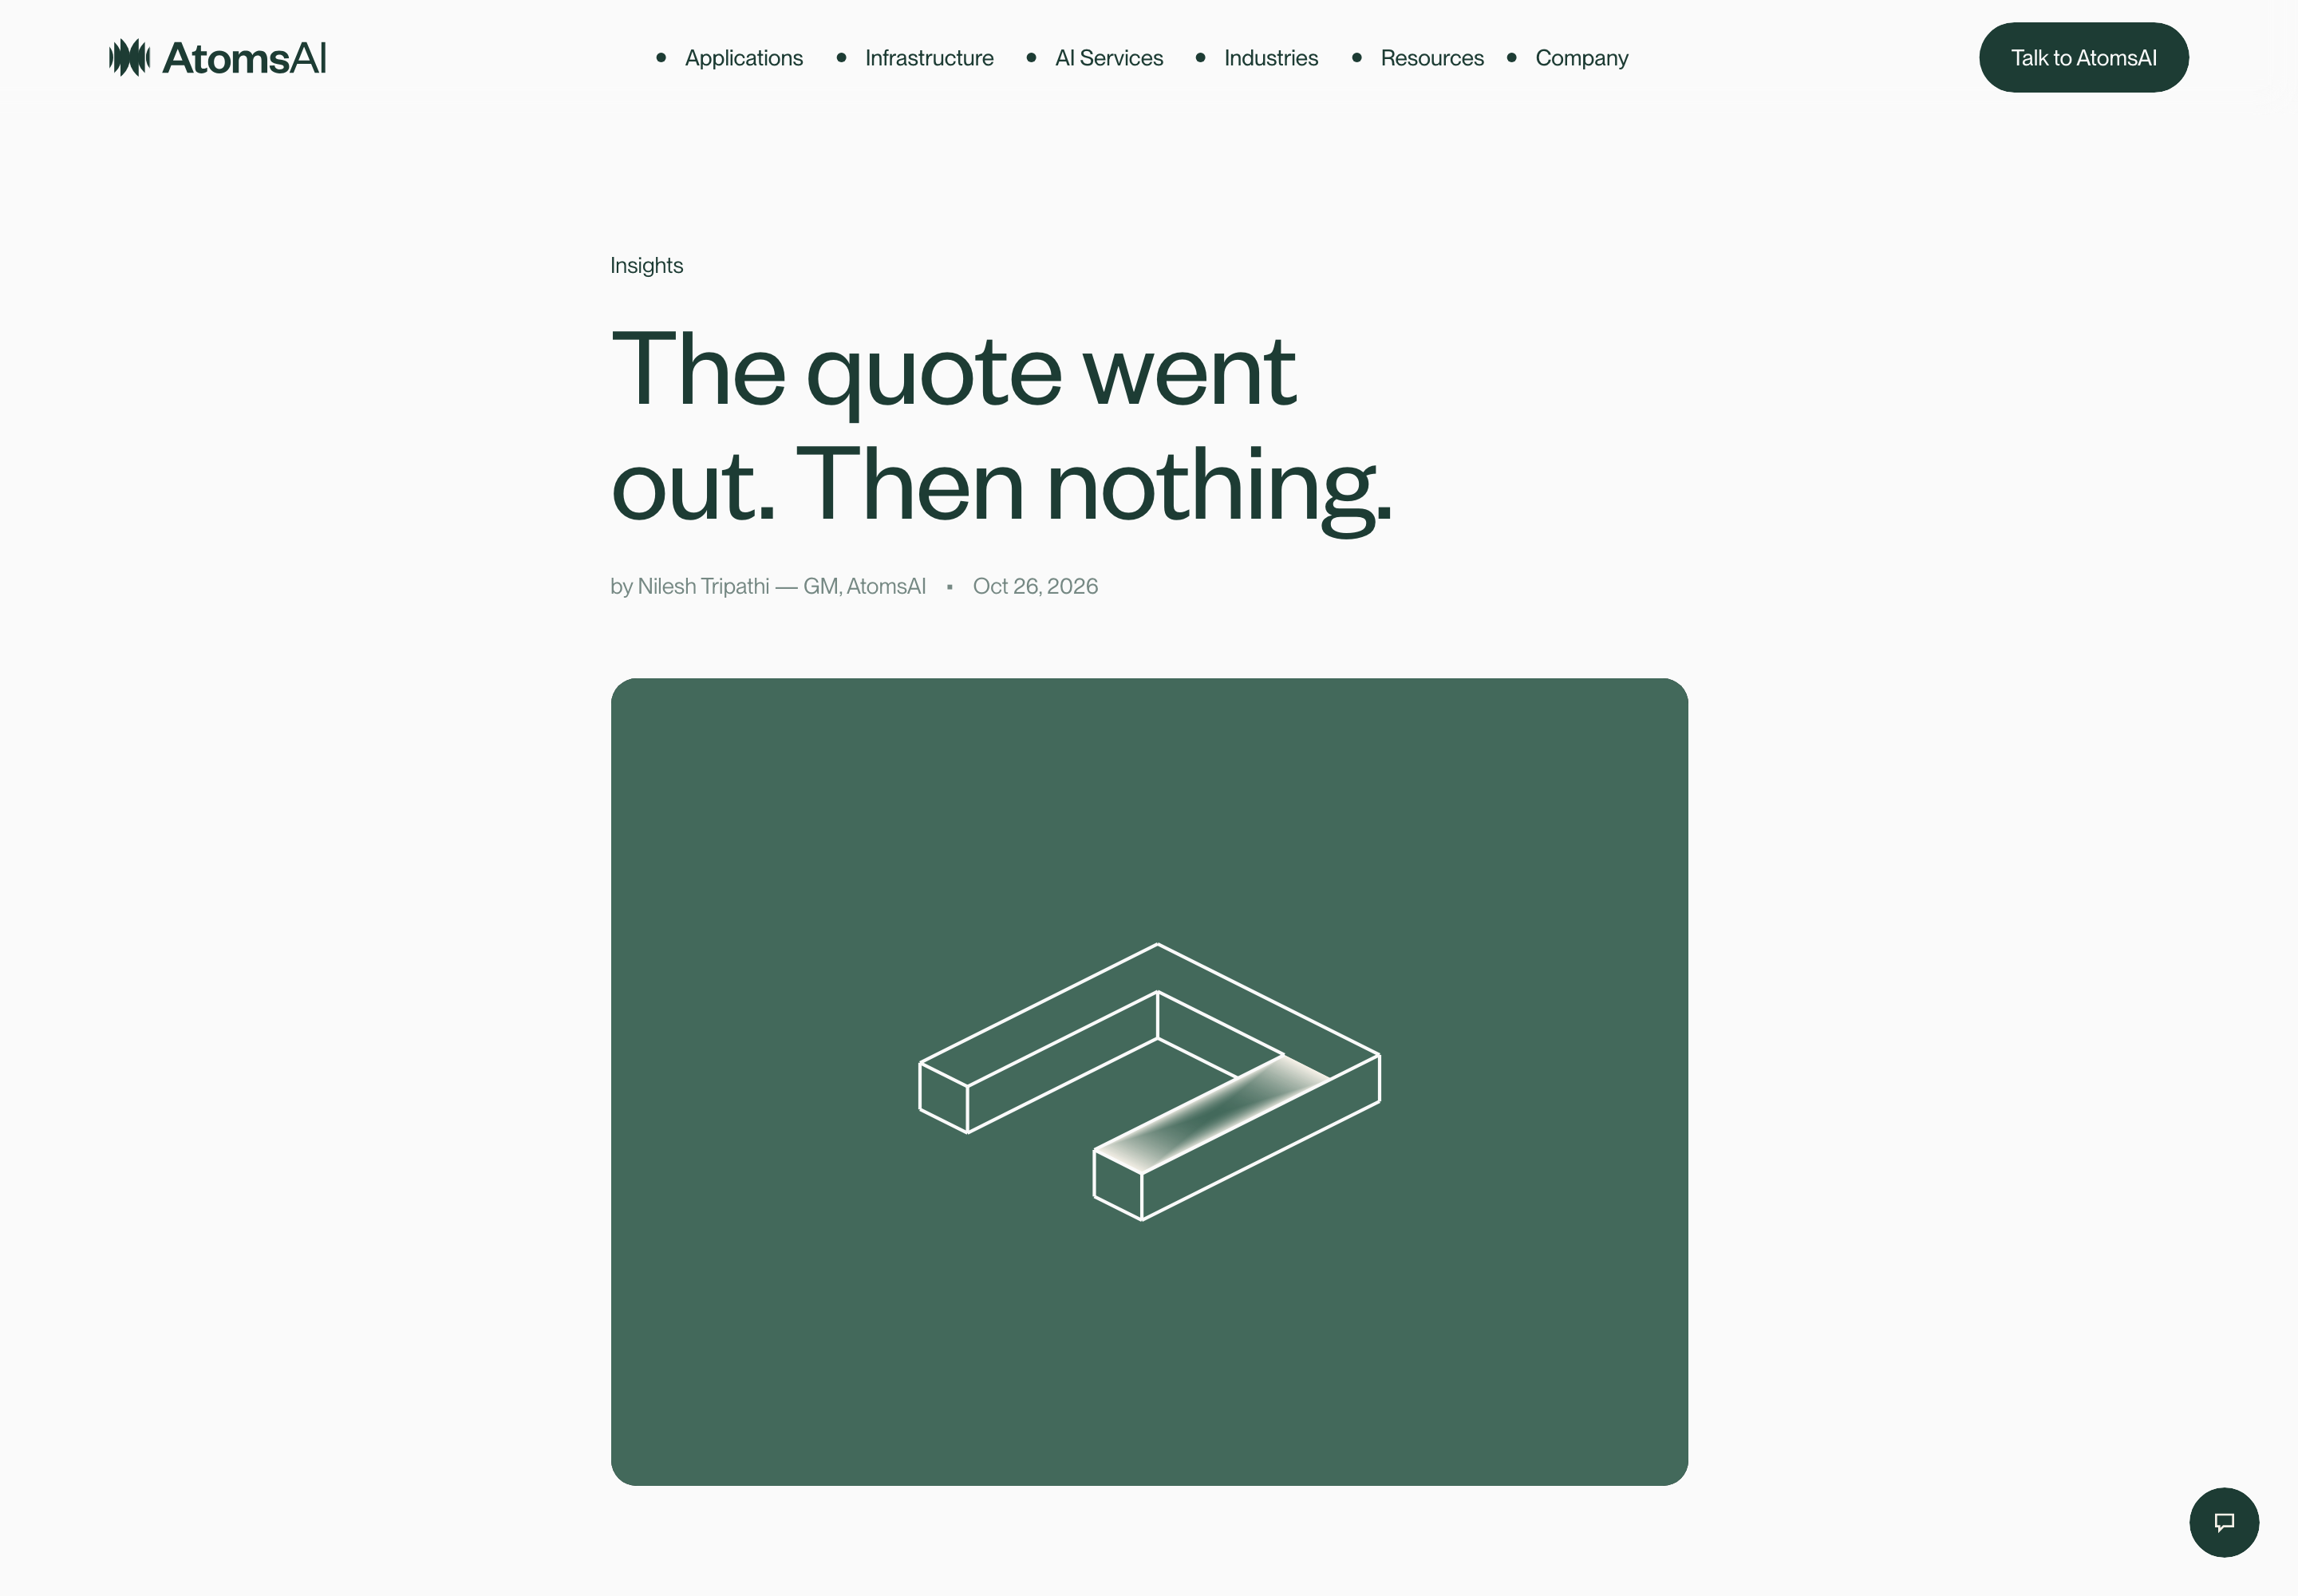 AtomsAI
Applications
Infrastructure
AI Services
Industries
Resources
Company
Talk to AtomsAI
Insights
The quote went
out. Then nothing.
by Nilesh Tripathi — GM, AtomsAI ▪ Oct 26, 2026